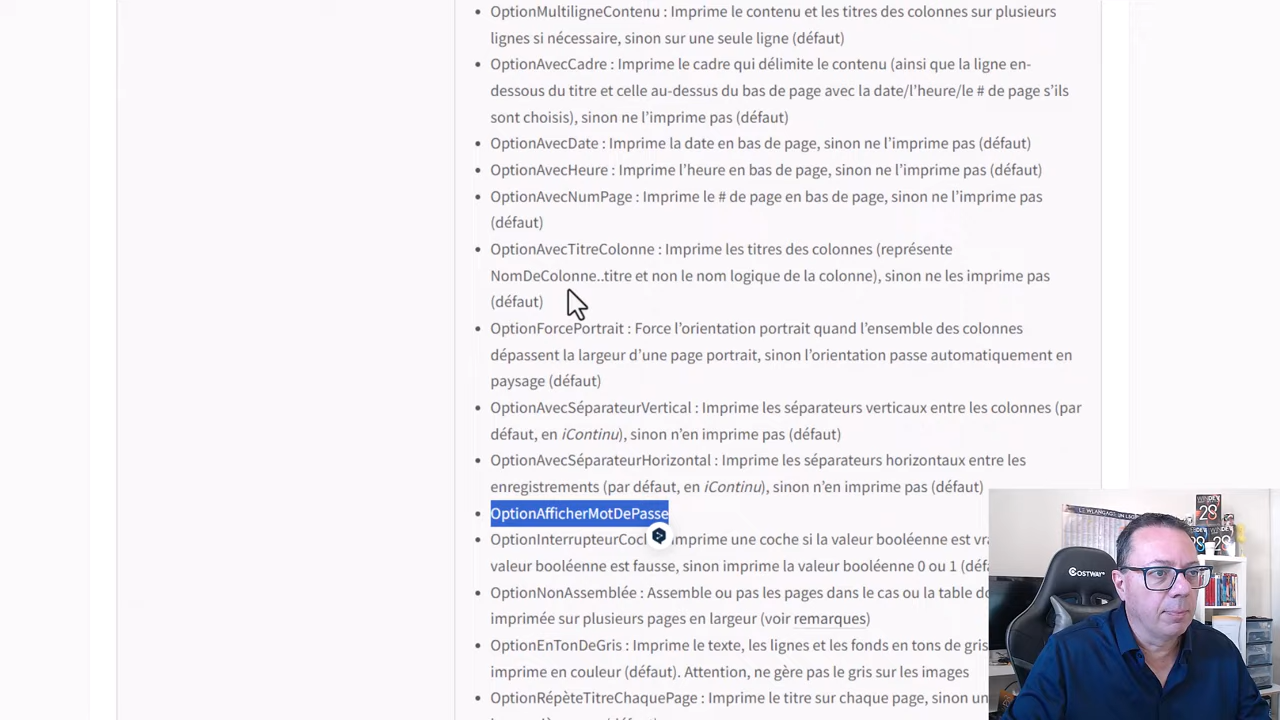 OptionMultiligneContenu : Imprime le contenu et les titres des colonnes sur plusieurs
lignes si nécessaire, sinon sur une seule ligne (défaut)
OptionAvecCadre : Imprime le cadre qui délimite le contenu (ainsi que la ligne en-
dessous du titre et celle au-dessus du bas de page avec la date/l’heure/le # de page s’ils
sont choisis), sinon ne l’imprime pas (défaut)
OptionAvecDate : Imprime la date en bas de page, sinon ne l’imprime pas (défaut)
OptionAvecHeure : Imprime l’heure en bas de page, sinon ne l’imprime pas (défaut)
OptionAvecNumPage : Imprime le # de page en bas de page, sinon ne l’imprime pas
(défaut)
OptionAvecTitreColonne : Imprime les titres des colonnes (représente
NomDeColonne..titre et non le nom logique de la colonne), sinon ne les imprime pas
(défaut)
OptionForcePortrait : Force l’orientation portrait quand l’ensemble des colonnes
dépassent la largeur d’une page portrait, sinon l’orientation passe automatiquement en
paysage (défaut)
OptionAvecSéparateurVertical : Imprime les séparateurs verticaux entre les colonnes (par
défaut, en iContinu), sinon n’en imprime pas (défaut)
OptionAvecSéparateurHorizontal : Imprime les séparateurs horizontaux entre les
enregistrements (par défaut, en iContinu), sinon n’en imprime pas (défaut)
OptionAfficherMotDePasse
OptionInterrupteurCoch Imprime une coche si la valeur booléenne est vra
valeur booléenne est fausse, sinon imprime la valeur booléenne 0 ou 1 (défa
OptionNonAssemblée : Assemble ou pas les pages dans le cas ou la table do
imprimée sur plusieurs pages en largeur (voir remarques)
OptionEnTonDeGris : Imprime le texte, les lignes et les fonds en tons de gris
imprime en couleur (défaut). Attention, ne gère pas le gris sur les images
OptionRépèteTitreChaquePage : Imprime le titre sur chaque page, sinon un
COSTWAY
28
28